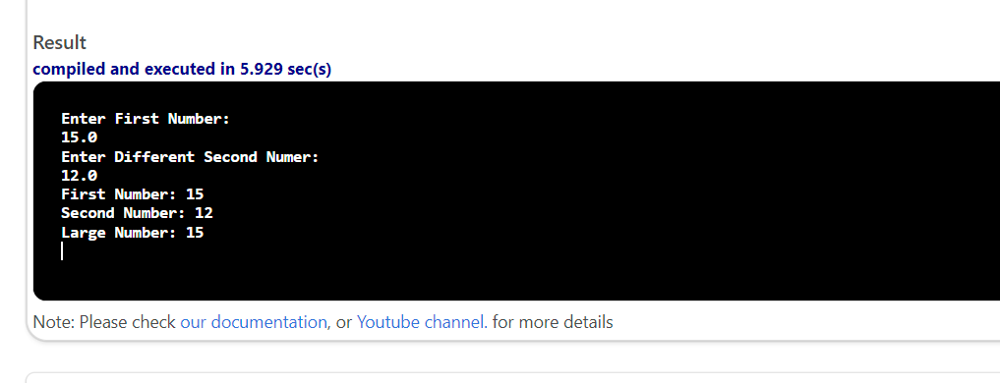 Result
compiled and executed in 5.929 sec(s)
Enter First Number:
15.0
Enter Different Second Numer:
12.0
First Number: 15
Second Number: 12
Large Number: 15
Note: Please check our documentation, or Youtube channel. for more details